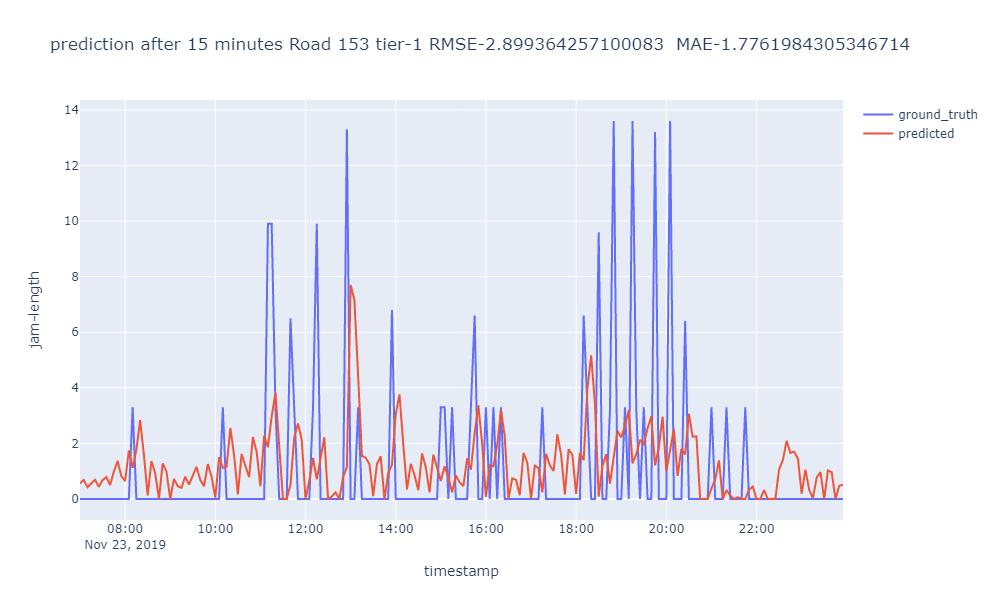 prediction after 15 minutes Road 153 tier-1 RMSE-2.899364257100083  MAE-1.7761984305346714
ground_truth
predicted
14
12
10
8
6
4
2
0
jam-length
08:00 10:00 12:00 14:00 16:00 18:00 20:00 22:00
Nov 23, 2019
timestamp